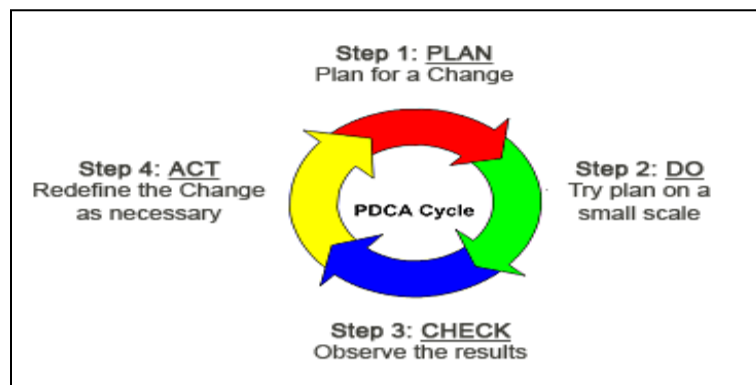 Step 1: PLAN
Plan for a Change
Step 4: ACT
Redefine the Change
as necessary
PDCA Cycle
Step 2: DO
Try plan on a
small scale
Step 3: CHECK
Observe the results